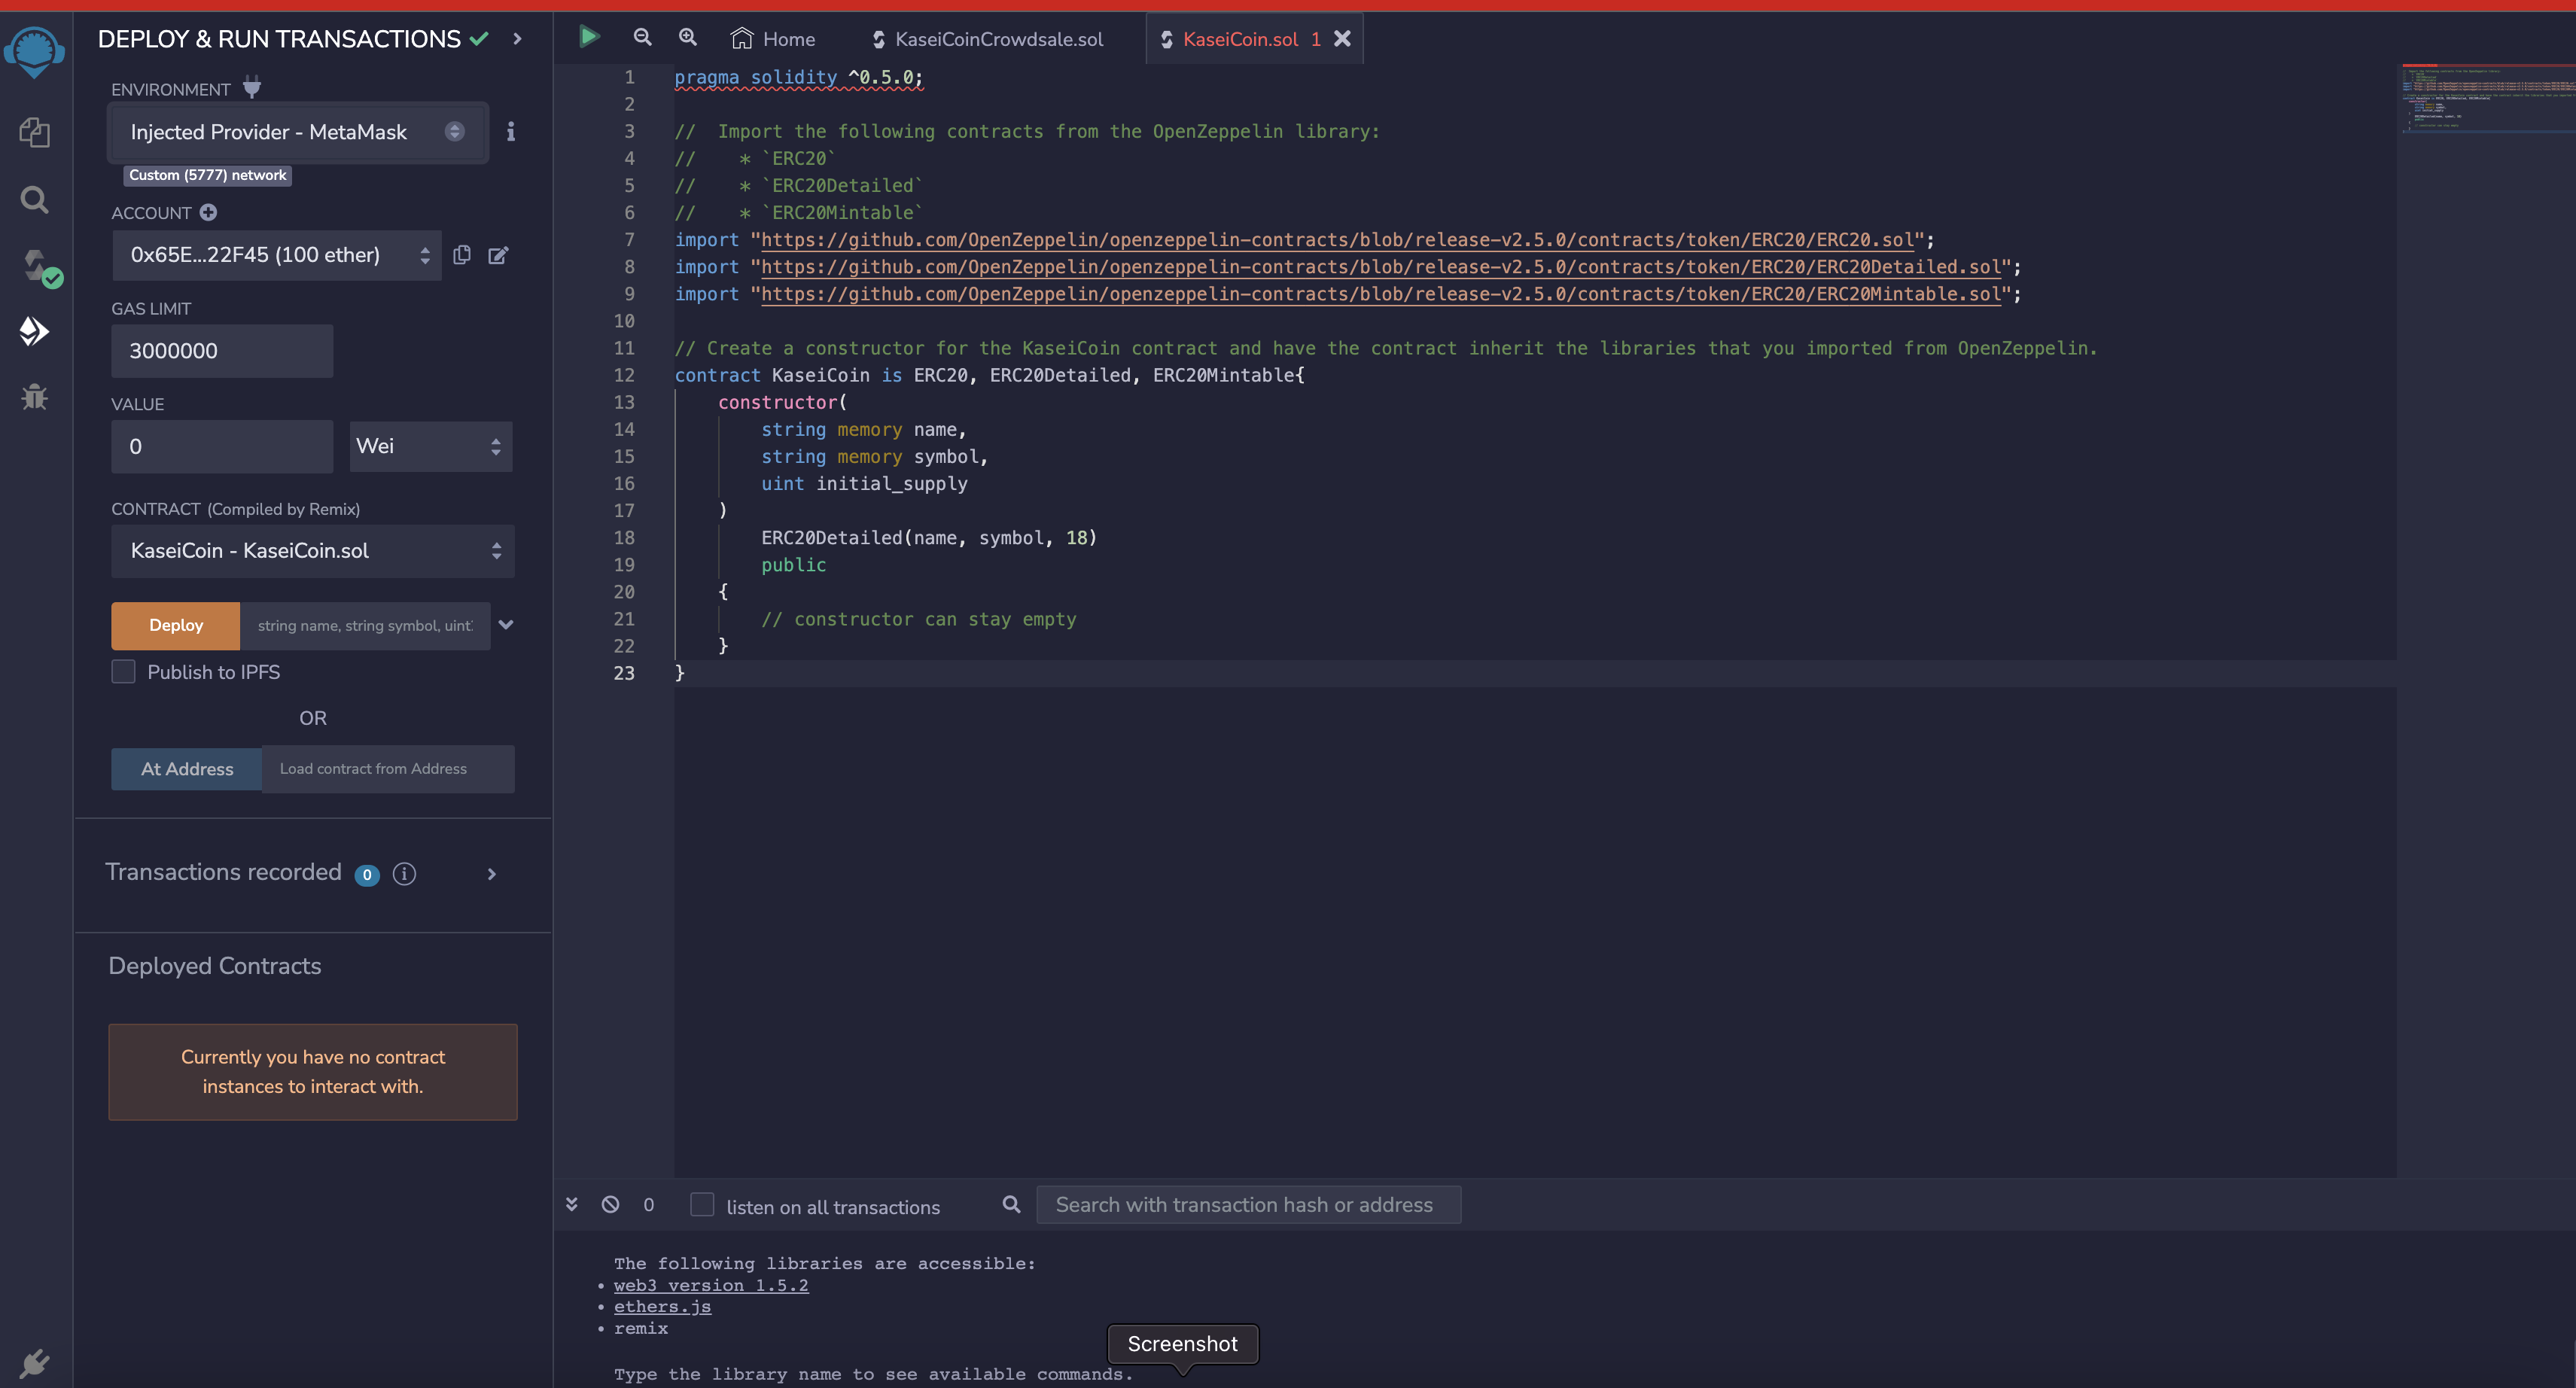 DEPLOY & RUN TRANSACTIONS
ENVIRONMENT
Injected Provider - MetaMask
Custom (5777) network
ACCOUNT
0x65E...22F45 (100 ether)
GAS LIMIT
3000000
VALUE
0
Wei
CONTRACT (Compiled by Remix)
KaseiCoin - KaseiCoin.sol
Deploy
string name, string symbol, uint
Publish to IPFS
OR
At Address
Load contract from Address
Transactions recorded 0
Deployed Contracts
Currently you have no contract
instances to interact with.
Home
KaseiCoinCrowdsale.sol
KaseiCoin.sol 1
1 pragma solidity ^0.5.0;
2
3 //  Import the following contracts from the OpenZeppelin library:
4 //    * `ERC20`
5 //    * `ERC20Detailed`
6 //    * `ERC20Mintable`
7 import "https://github.com/OpenZeppelin/openzeppelin-contracts/blob/release-v2.5.0/contracts/token/ERC20/ERC20.sol";
8 import "https://github.com/OpenZeppelin/openzeppelin-contracts/blob/release-v2.5.0/contracts/token/ERC20/ERC20Detailed.sol";
9 import "https://github.com/OpenZeppelin/openzeppelin-contracts/blob/release-v2.5.0/contracts/token/ERC20/ERC20Mintable.sol";
10
11 // Create a constructor for the KaseiCoin contract and have the contract inherit the libraries that you imported from OpenZeppelin.
12 contract KaseiCoin is ERC20, ERC20Detailed, ERC20Mintable{
13     constructor(
14         string memory name,
15         string memory symbol,
16         uint initial_supply
17     )
18         ERC20Detailed(name, symbol, 18)
19         public
20     {
21         // constructor can stay empty
22     }
23 }
0
listen on all transactions
Search with transaction hash or address
The following libraries are accessible:
• web3 version 1.5.2
• ethers.js
• remix
Screenshot
Type the library name to see available commands.